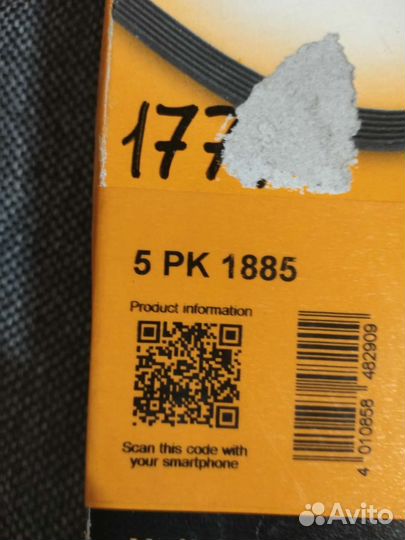 177
5 PK 1885
Product information
Scan this code with
your smartphone
4 010858 482909
Avito